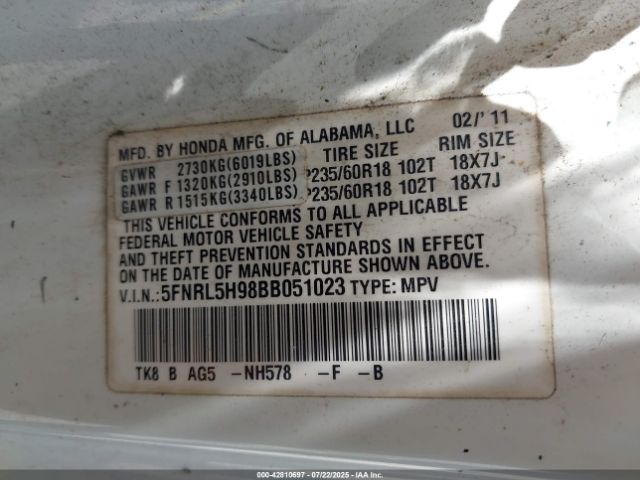 MFD. BY HONDA MFG. OF ALABAMA, LLC 02/'11
GVWR 2730KG(6019LBS) TIRE SIZE RIM SIZE
GAWR F 1320KG(2910LBS) P235/60R18 102T 18X7J
GAWR R 1515KG(3340LBS) P235/60R18 102T 18X7J
THIS VEHICLE CONFORMS TO ALL APPLICABLE
FEDERAL MOTOR VEHICLE SAFETY
AND THEFT PREVENTION STANDARDS IN EFFECT
ON THE DATE OF MANUFACTURE SHOWN ABOVE.
V.I.N.:5FNRL5H98BB051023 TYPE: MPV
TK8 B AG5 -NH578 -F -B
000-42810697 - 07/22/2025 - IAA Inc.